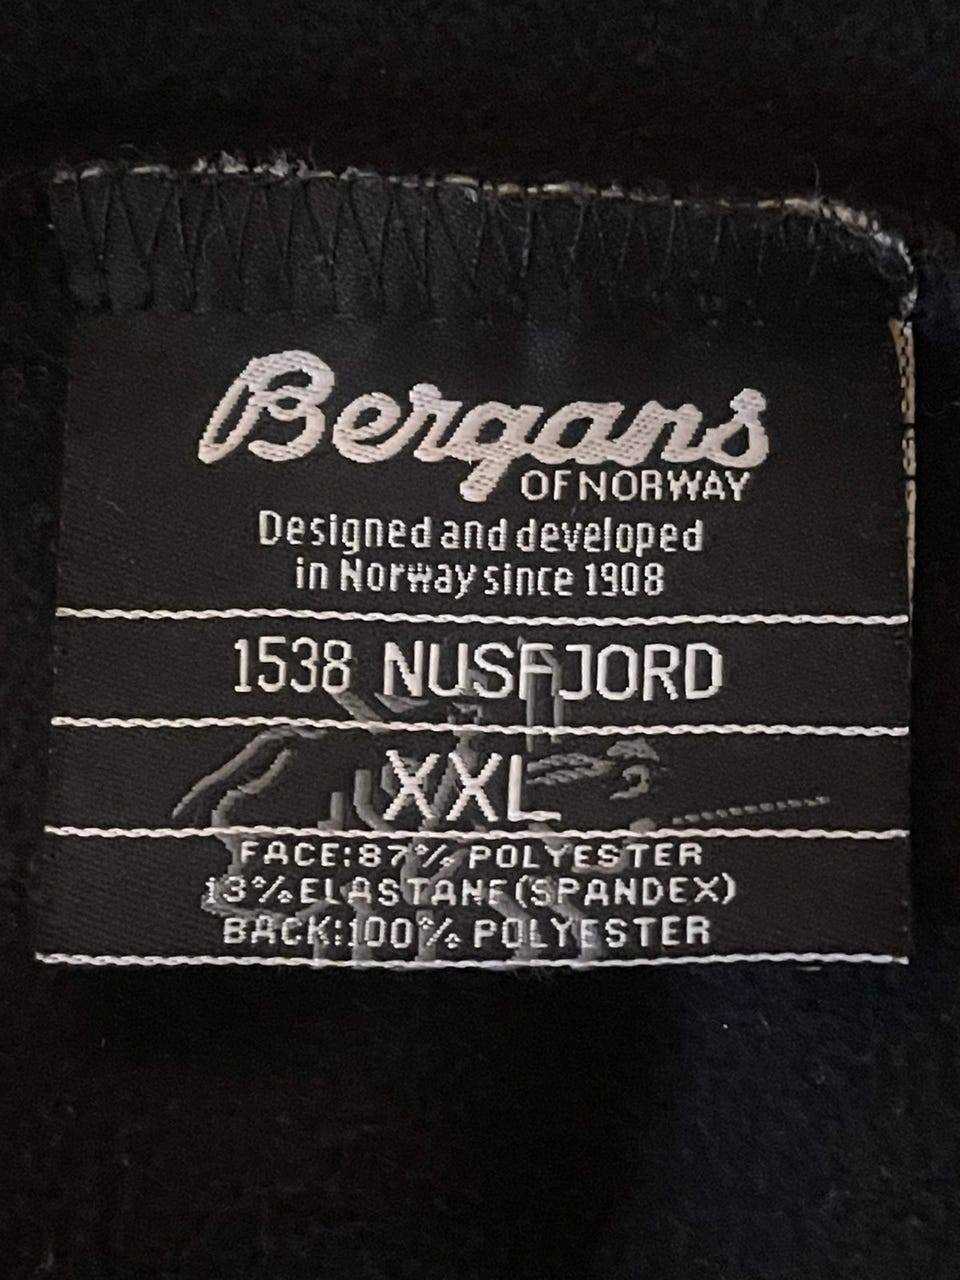 Bergans
OF NORWAY
Designed and developed
in Norway since 1908
1538 NUSFJORD
XXL
FACE:87% POLYESTER
13%ELASTANE(SPANDEX)
BACK:100% POLYESTER